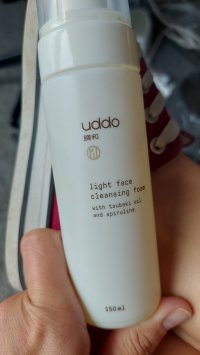 uddo
light face
cleansing foam
with tsubaki oil
and spirulina
150ml